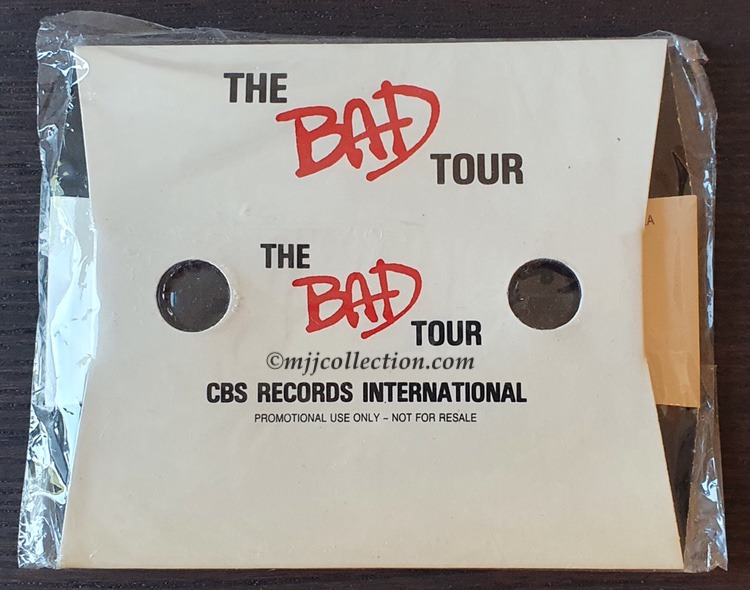 THE
BAD
TOUR
THE
BAD
TOUR
©mjjcollection.com
CBS RECORDS INTERNATIONAL
PROMOTIONAL USE ONLY – NOT FOR RESALE